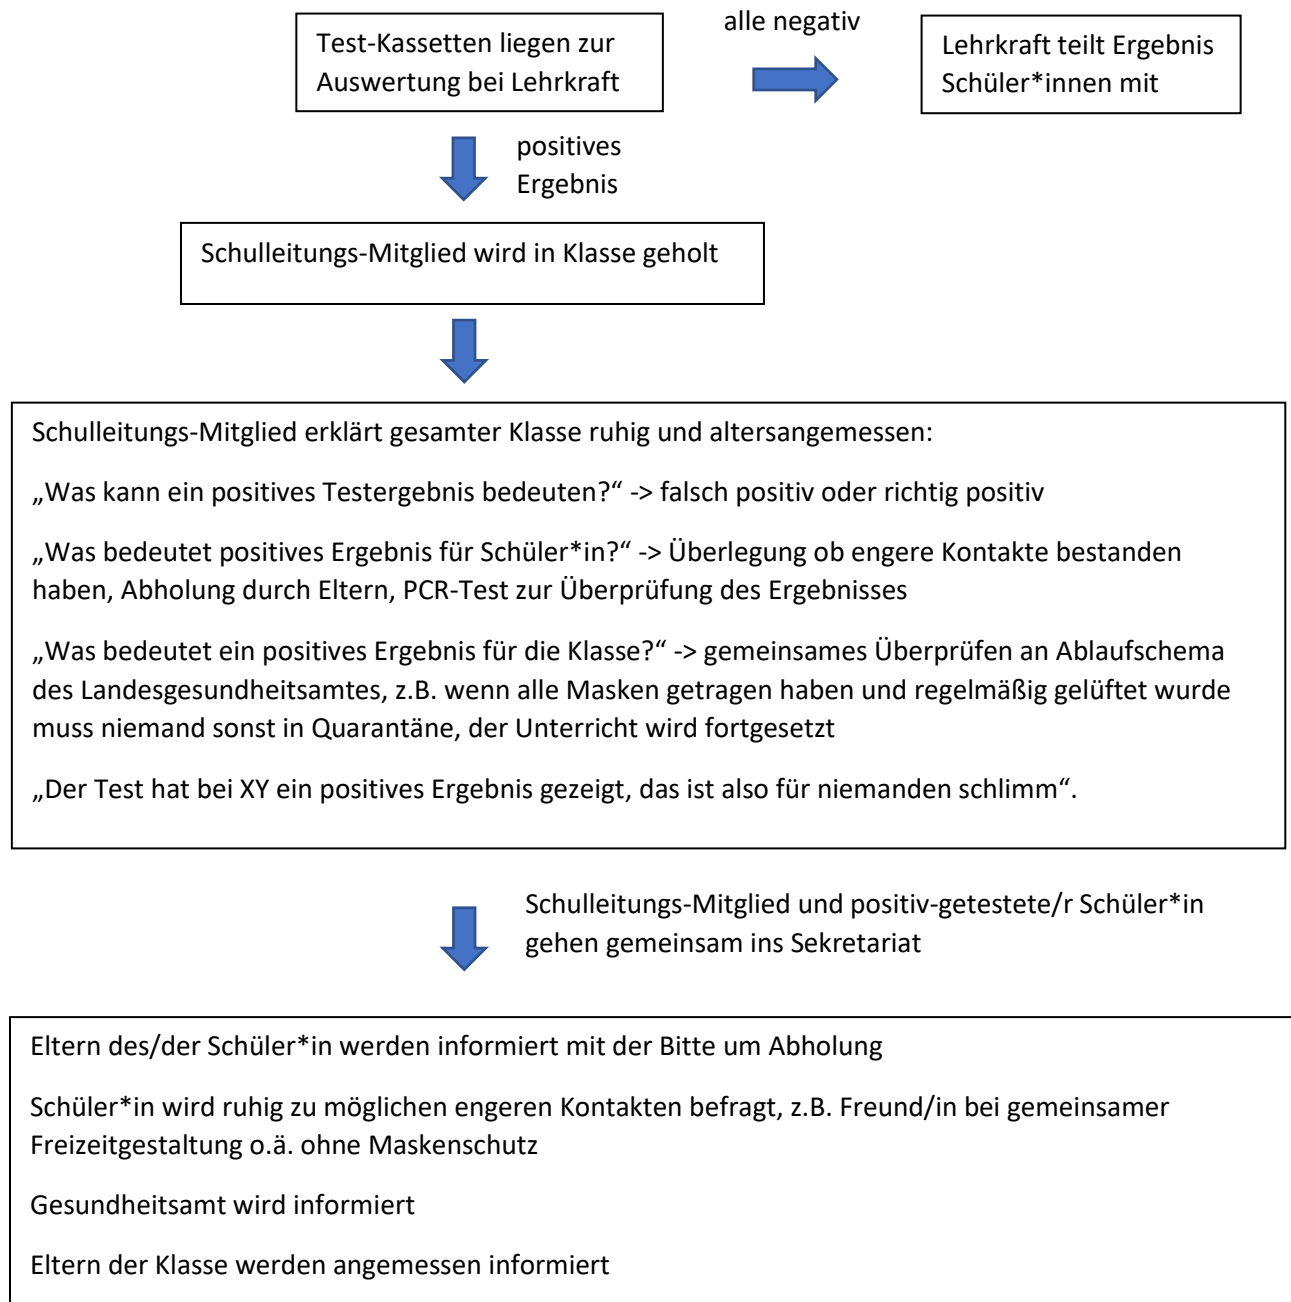 Test-Kassetten liegen zur
Auswertung bei Lehrkraft
alle negativ
Lehrkraft teilt Ergebnis
Schüler*innen mit
positives
Ergebnis
Schulleitungs-Mitglied wird in Klasse geholt
Schulleitungs-Mitglied erklärt gesamter Klasse ruhig und altersangemessen:
„Was kann ein positives Testergebnis bedeuten?“ -> falsch positiv oder richtig positiv
„Was bedeutet positives Ergebnis für Schüler*in?“ -> Überlegung ob engere Kontakte bestanden
haben, Abholung durch Eltern, PCR-Test zur Überprüfung des Ergebnisses
„Was bedeutet ein positives Ergebnis für die Klasse?“ -> gemeinsames Überprüfen an Ablaufschema
des Landesgesundheitsamtes, z.B. wenn alle Masken getragen haben und regelmäßig gelüftet wurde
muss niemand sonst in Quarantäne, der Unterricht wird fortgesetzt
„Der Test hat bei XY ein positives Ergebnis gezeigt, das ist also für niemanden schlimm“.
Schulleitungs-Mitglied und positiv-getestete/r Schüler*in
gehen gemeinsam ins Sekretariat
Eltern des/der Schüler*in werden informiert mit der Bitte um Abholung
Schüler*in wird ruhig zu möglichen engeren Kontakten befragt, z.B. Freund/in bei gemeinsamer
Freizeitgestaltung o.ä. ohne Maskenschutz
Gesundheitsamt wird informiert
Eltern der Klasse werden angemessen informiert